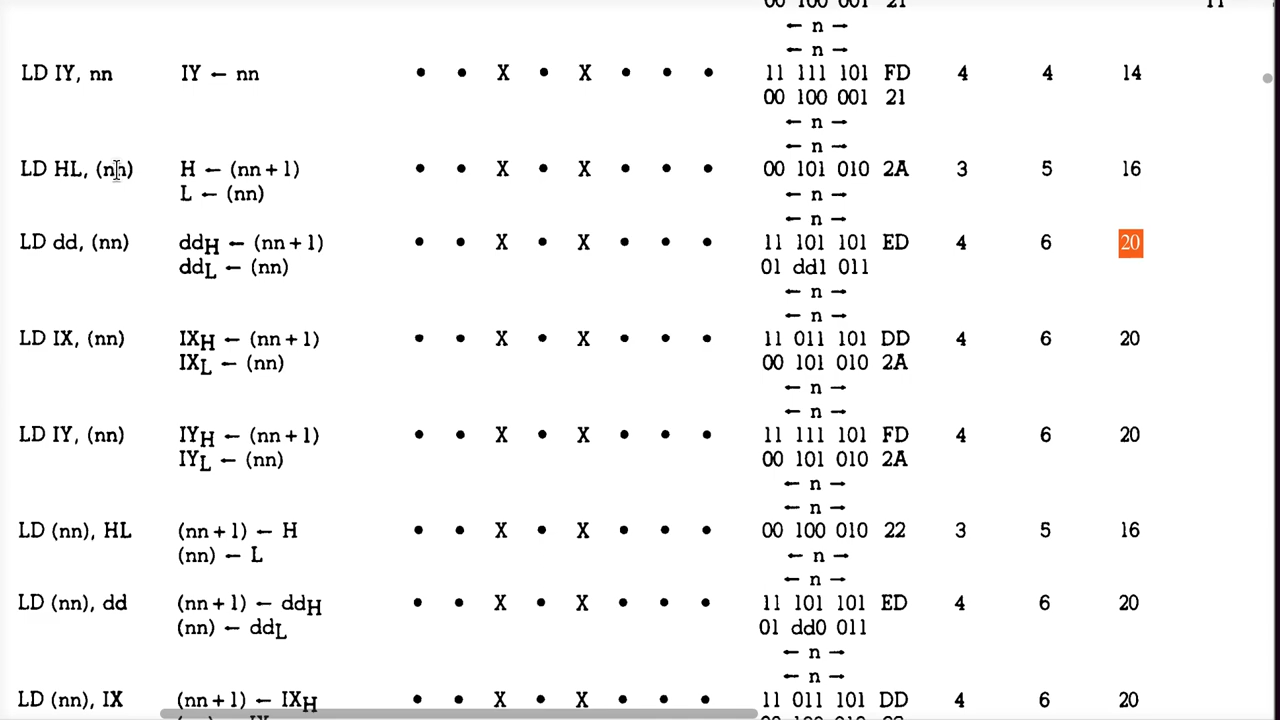 00 100 001 21 11
← n →
← n →
LD IY, nn IY ← nn • • X • X • • • 11 111 101 FD 4 4 14
00 100 001 21
← n →
← n →
LD HL, (nn) H ← (nn+1) • • X • X • • • 00 101 010 2A 3 5 16
L ← (nn) ← n →
← n →
LD dd, (nn) ddH ← (nn+1) • • X • X • • • 11 101 101 ED 4 6 20
ddL ← (nn) 01 dd1 011
← n →
← n →
LD IX, (nn) IXH ← (nn+1) • • X • X • • • 11 011 101 DD 4 6 20
IXL ← (nn) 00 101 010 2A
← n →
← n →
LD IY, (nn) IYH ← (nn+1) • • X • X • • • 11 111 101 FD 4 6 20
IYL ← (nn) 00 101 010 2A
← n →
← n →
LD (nn), HL (nn+1) ← H • • X • X • • • 00 100 010 22 3 5 16
(nn) ← L ← n →
← n →
LD (nn), dd (nn+1) ← ddH • • X • X • • • 11 101 101 ED 4 6 20
(nn) ← ddL 01 dd0 011
← n →
← n →
LD (nn), IX (nn+1) ← IXH • • X • X • • • 11 011 101 DD 4 6 20